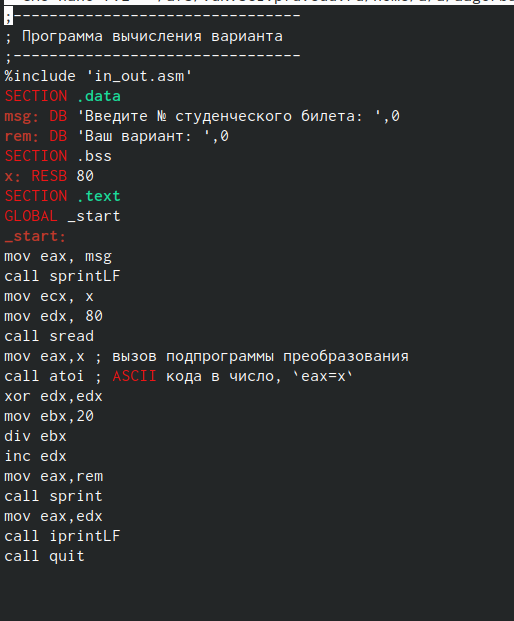 ;--------------------------------
; Программа вычисления варианта
;--------------------------------
%include 'in_out.asm'
SECTION .data
msg: DB 'Введите № студенческого билета: ',0
rem: DB 'Ваш вариант: ',0
SECTION .bss
x: RESB 80
SECTION .text
GLOBAL _start
_start:
mov eax, msg
call sprintLF
mov ecx, x
mov edx, 80
call sread
mov eax,x ; вызов подпрограммы преобразования
call atoi ; ASCII кода в число, `eax=x`
xor edx,edx
mov ebx,20
div ebx
inc edx
mov eax,rem
call sprint
mov eax,edx
call iprintLF
call quit